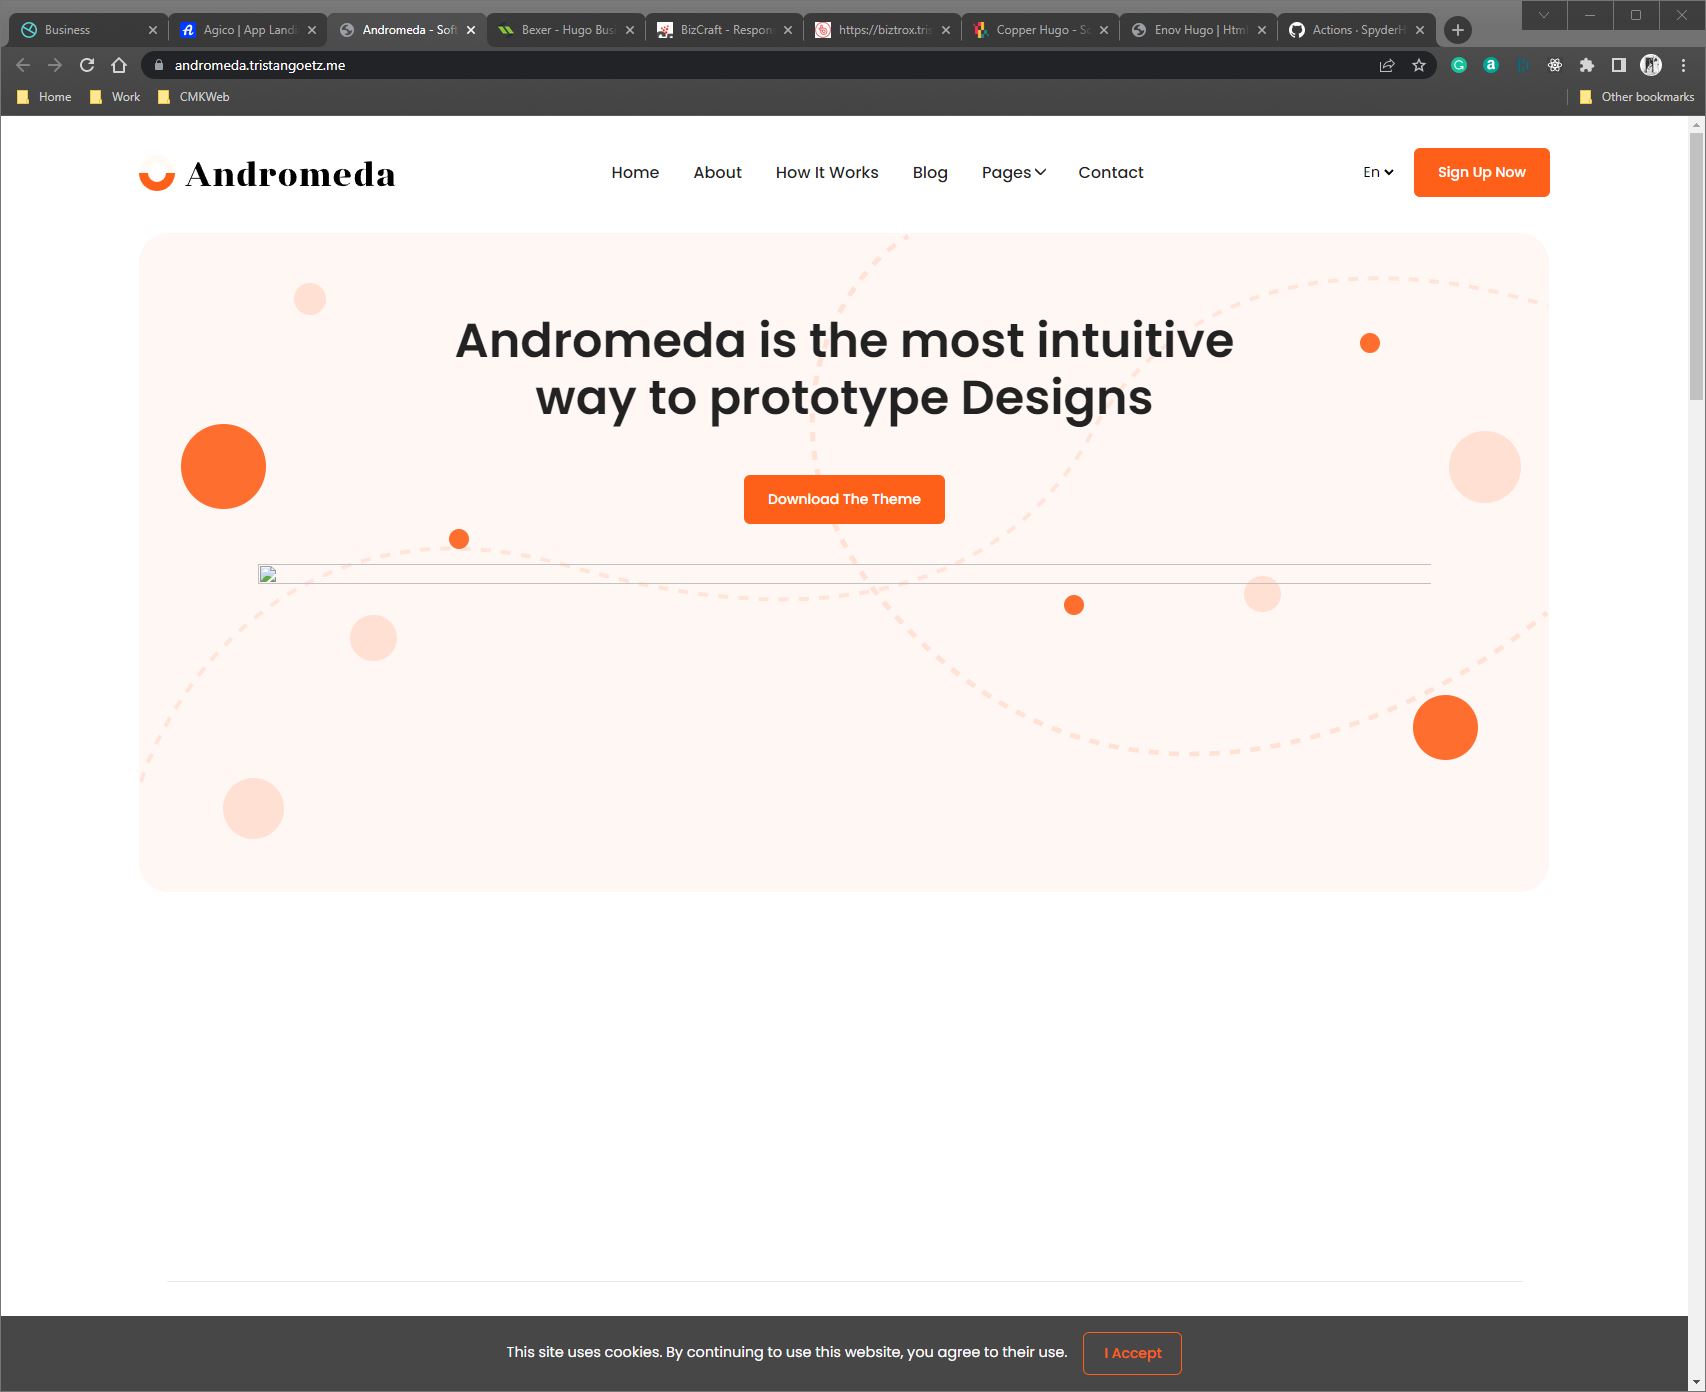 Business
Agico | App Landi
Andromeda - Soft
Bexer - Hugo Busi
BizCraft - Respon
https://biztrox.tris
Copper Hugo - So
Enov Hugo | Html
Actions · SpyderH
andromeda.tristangoetz.me
Home
Work
CMKWeb
Other bookmarks
Andromeda
Home
About
How It Works
Blog
Pages
Contact
En
Sign Up Now
Andromeda is the most intuitive
way to prototype Designs
Download The Theme
This site uses cookies. By continuing to use this website, you agree to their use.
I Accept